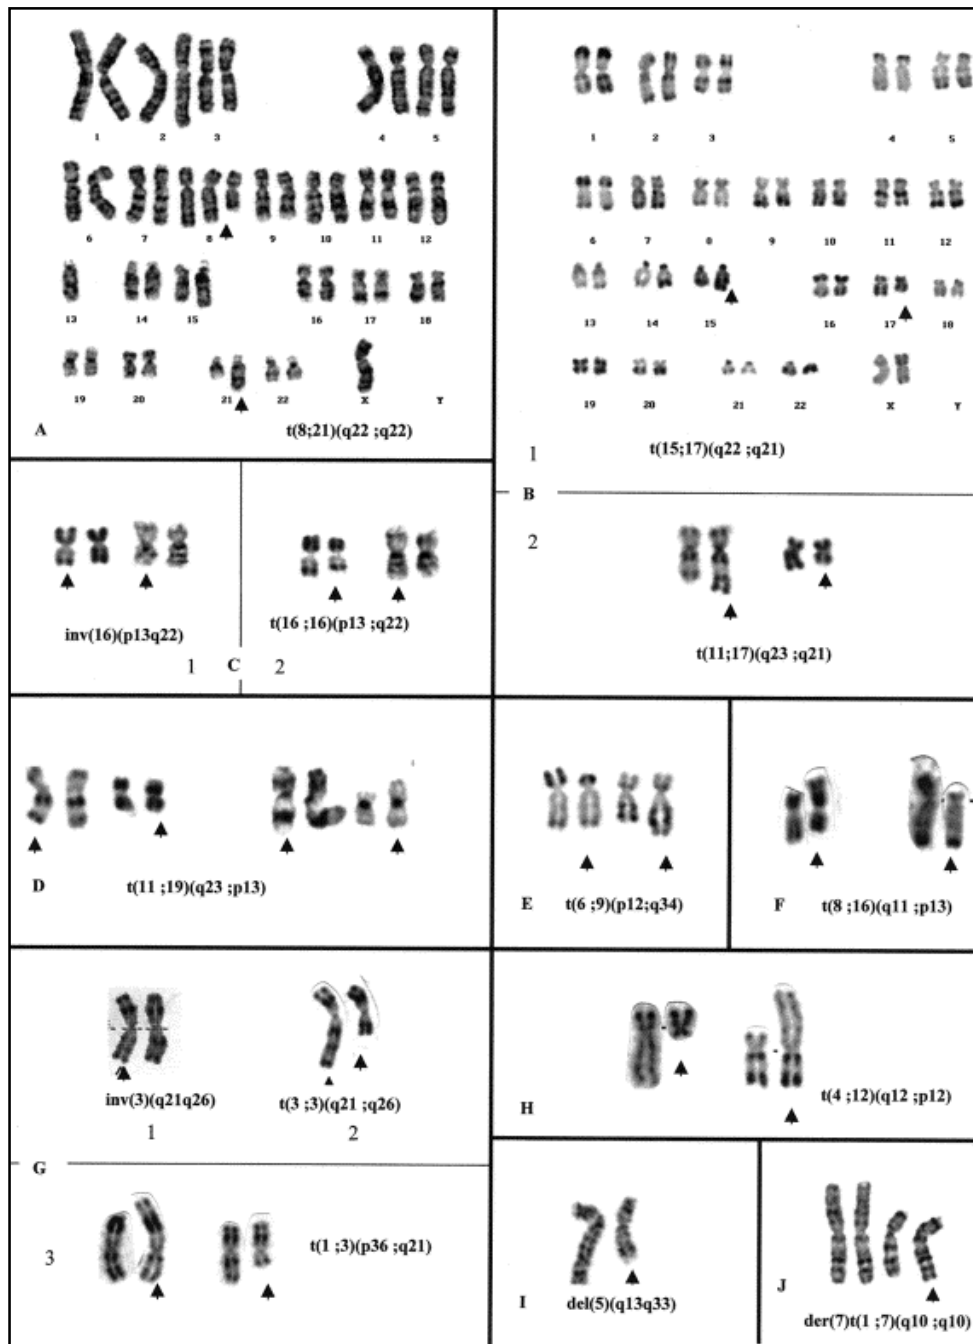 1 2 3 4 5
6 7 8 9 10 11 12
13 14 15 16 17 18
19 20 21 22 X Y
A t(8;21)(q22 ;q22)
1 2 3 4 5
6 7 8 9 10 11 12
13 14 15 16 17 18
19 20 21 22 X Y
1 t(15;17)(q22 ;q21)
B
2
t(11;17)(q23 ;q21)
inv(16)(p13q22)
t(16 ;16)(p13 ;q22)
1 C 2
D t(11 ;19)(q23 ;p13)
E t(6 ;9)(p12;q34)
F t(8 ;16)(q11 ;p13)
inv(3)(q21q26)
1
t(3 ;3)(q21 ;q26)
2
G
3 t(1 ;3)(p36 ;q21)
H t(4 ;12)(q12 ;p12)
I del(5)(q13q33)
J
der(7)t(1 ;7)(q10 ;q10)